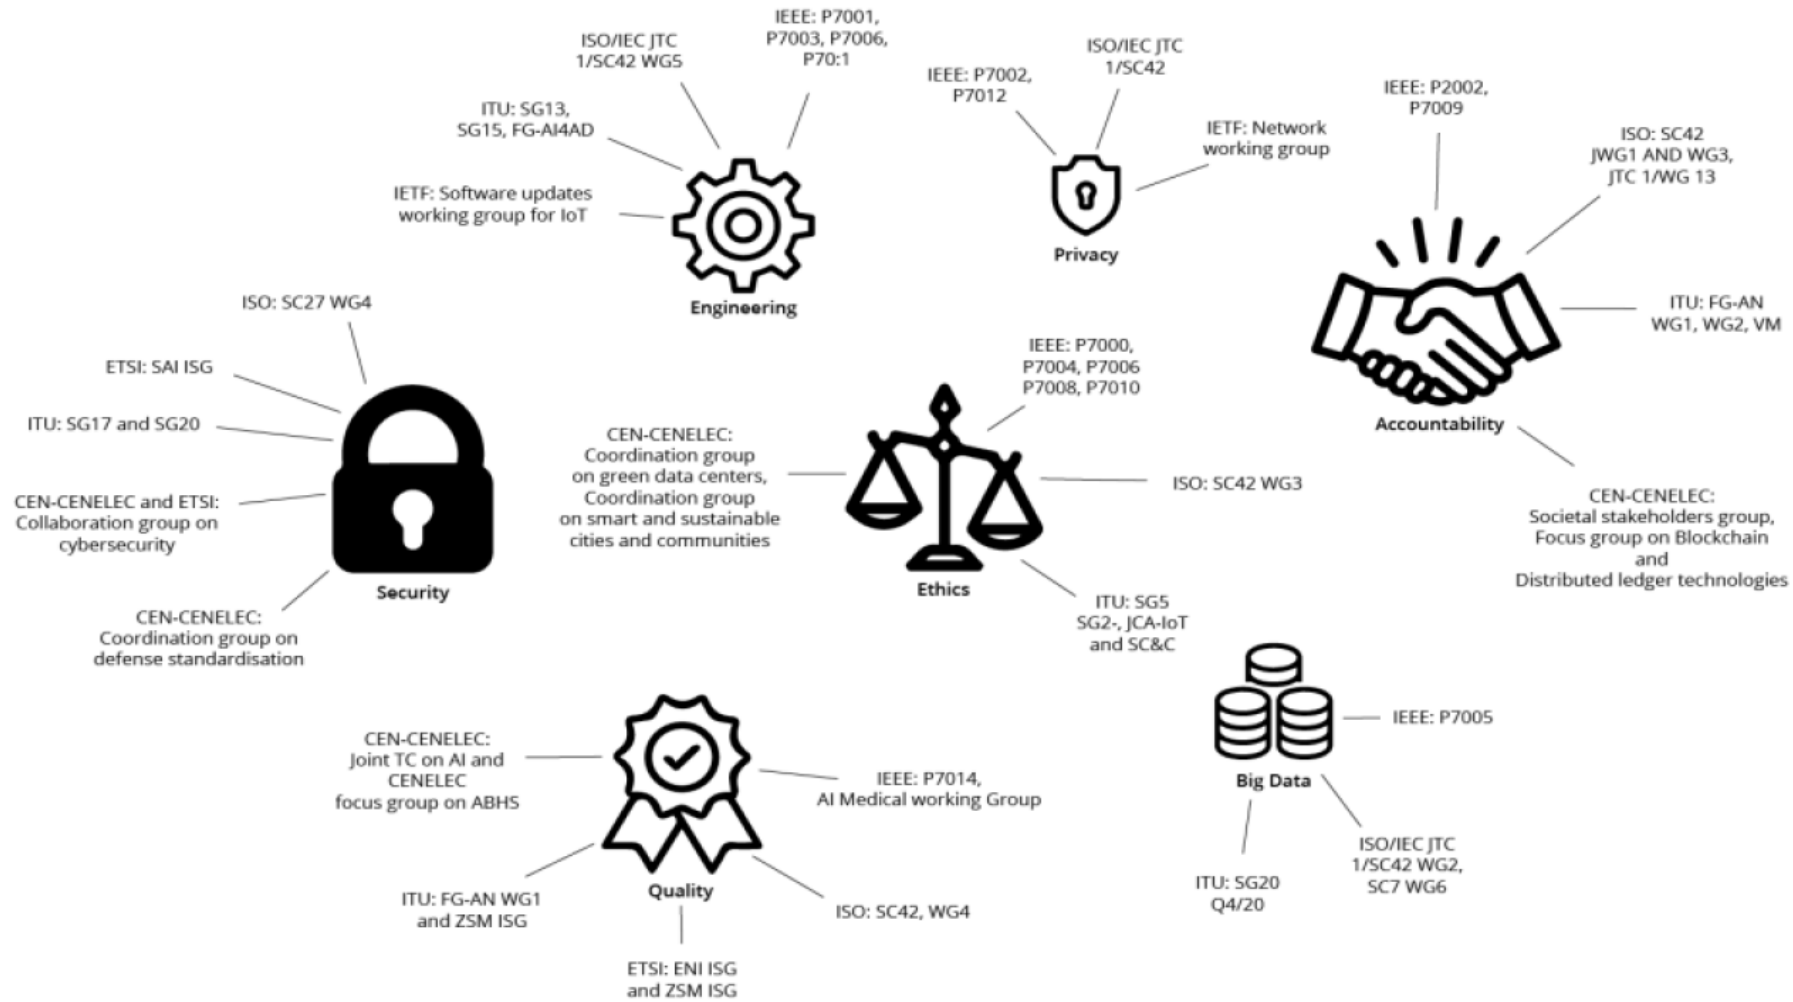 IEEE: P7001,
P7003, P7006,
P70:1
ISO/IEC JTC
1/SC42 WG5
ITU: SG13,
SG15, FG-AI4AD
IETF: Software updates
working group for IoT
Engineering
IEEE: P7002,
P7012
ISO/IEC JTC
1/SC42
IETF: Network
working group
Privacy
IEEE: P2002,
P7009
ISO: SC42
JWG1 AND WG3,
JTC 1/WG 13
ITU: FG-AN
WG1, WG2, VM
Accountability
CEN-CENELEC:
Societal stakeholders group,
Focus group on Blockchain
and
Distributed ledger technologies
ISO: SC27 WG4
ETSI: SAI ISG
ITU: SG17 and SG20
CEN-CENELEC and ETSI:
Collaboration group on
cybersecurity
CEN-CENELEC:
Coordination group on
defense standardisation
Security
IEEE: P7000,
P7004, P7006
P7008, P7010
CEN-CENELEC:
Coordination group
on green data centers,
Coordination group
on smart and sustainable
cities and communities
ISO: SC42 WG3
ITU: SG5
SG2-, JCA-IoT
and SC&C
Ethics
CEN-CENELEC:
Joint TC on AI and
CENELEC
focus group on ABHS
IEEE: P7014,
AI Medical working Group
ITU: FG-AN WG1
and ZSM ISG
ISO: SC42, WG4
Quality
ETSI: ENI ISG
and ZSM ISG
IEEE: P7005
Big Data
ITU: SG20
Q4/20
ISO/IEC JTC
1/SC42 WG2,
SC7 WG6